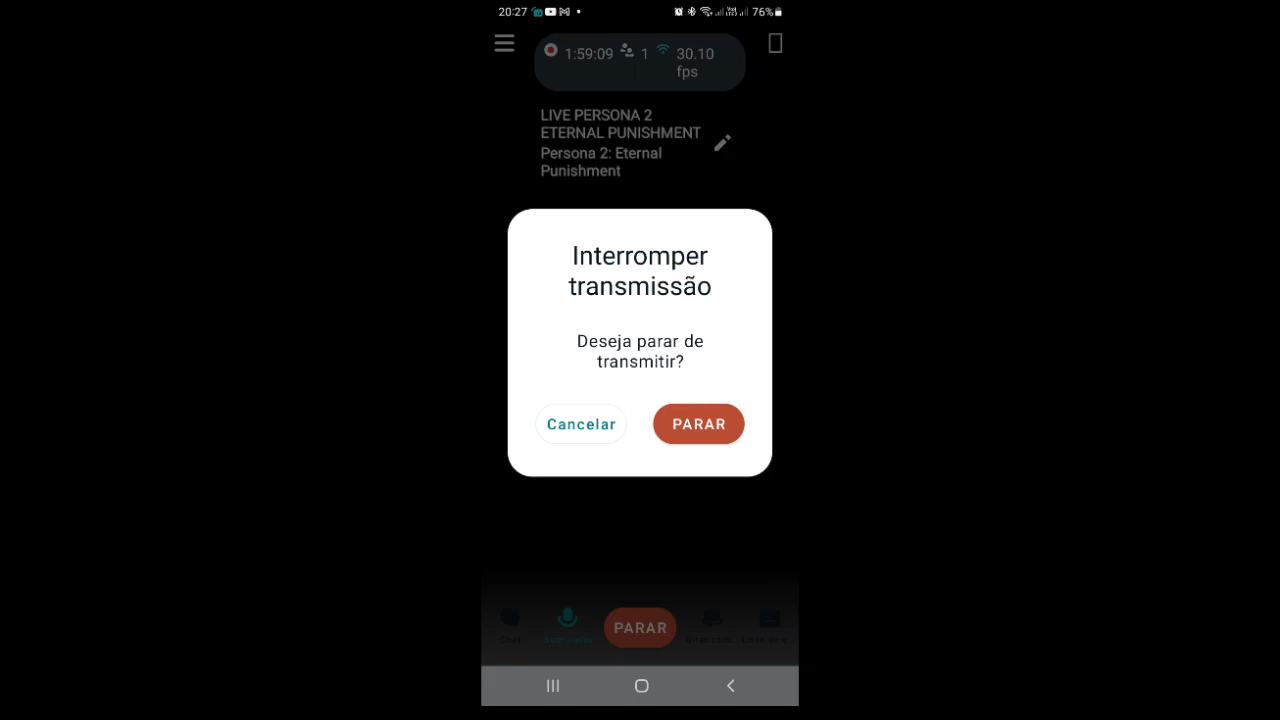 20:27
76%
1:59:09 1 30.10
fps
LIVE PERSONA 2
ETERNAL PUNISHMENT
Persona 2: Eternal
Punishment
Interromper
transmissão
Deseja parar de
transmitir?
Cancelar PARAR
PARAR
Chat